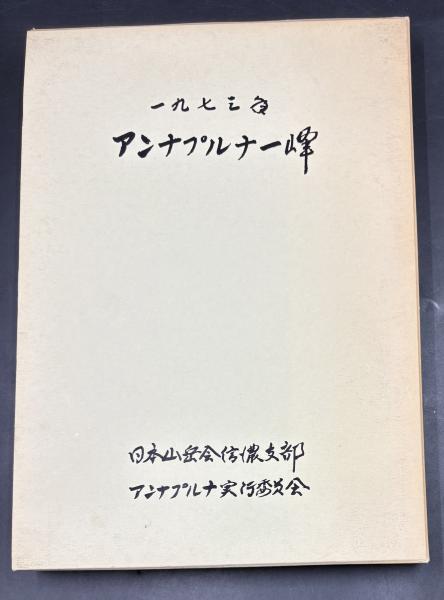 一九七三年
アンナプルナ一峰
日本山岳会信濃支部
アンナプルナ実行委員会